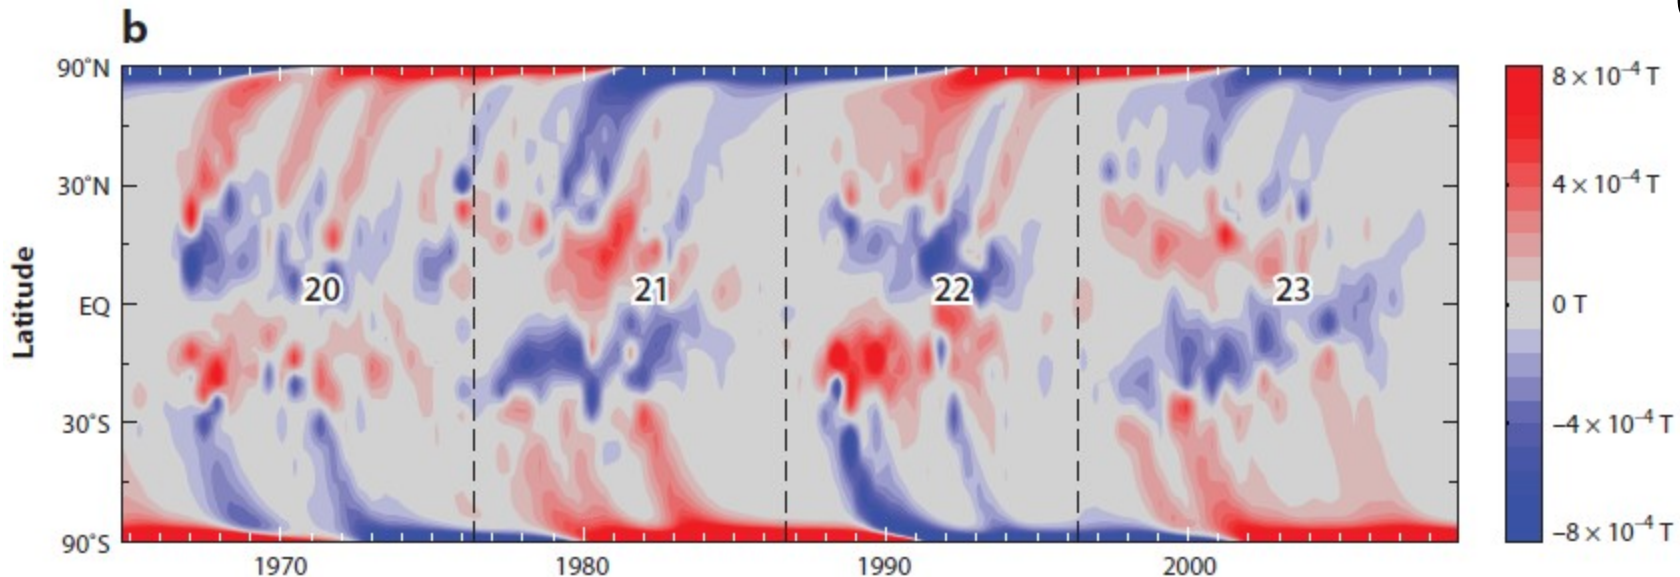 b
Latitude
90°N
30°N
EQ
30°S
90°S
20
21
22
23
1970
1980
1990
2000
8 × 10⁻⁴ T
4 × 10⁻⁴ T
0 T
–4 × 10⁻⁴ T
–8 × 10⁻⁴ T